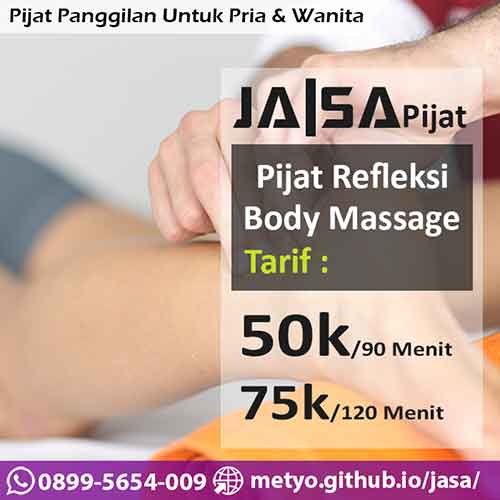 Pijat Panggilan Untuk Pria & Wanita
JA|SA Pijat
Pijat Refleksi
Body Massage
Tarif :
50k/90 Menit
75k/120 Menit
0899-5654-009 metyo.github.io/jasa/